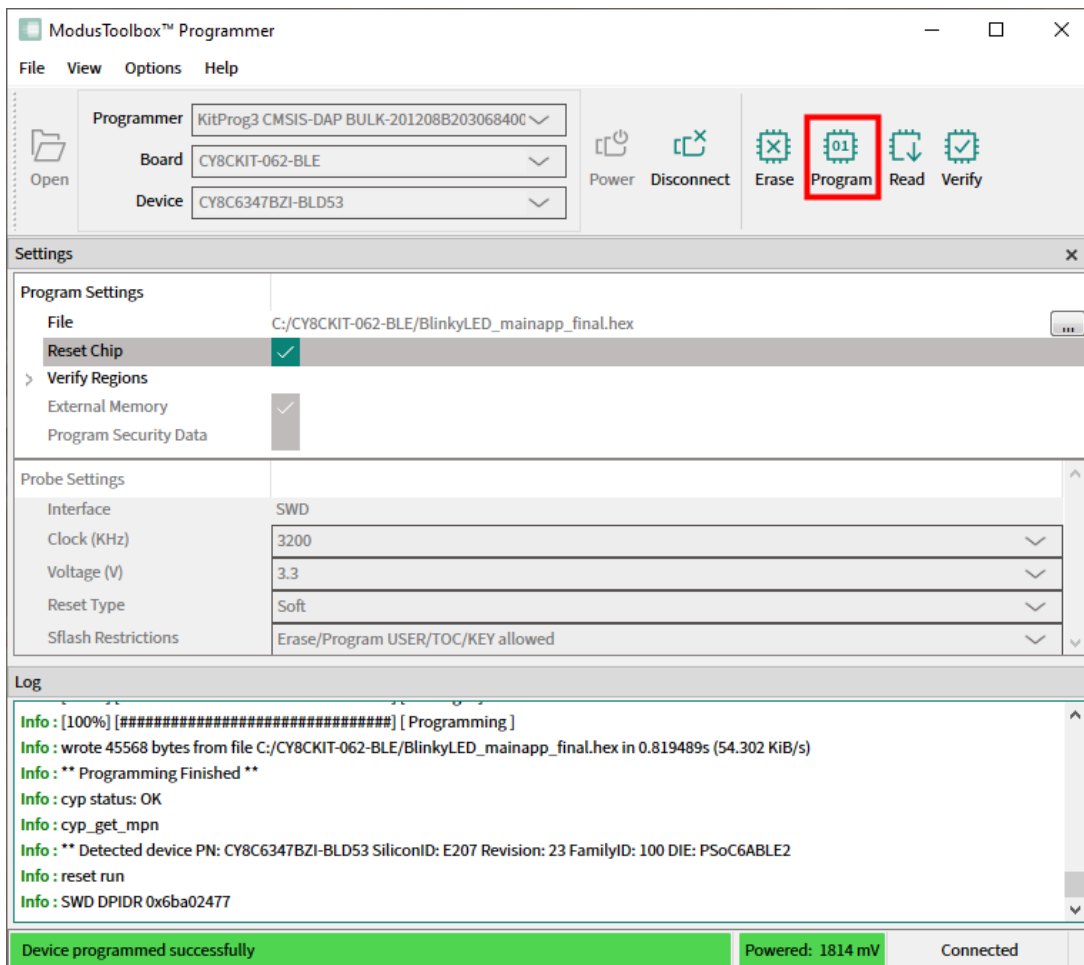 ModusToolbox™ Programmer
File View Options Help
Open
Programmer KitProg3 CMSIS-DAP BULK-201208B203068400
Board CY8CKIT-062-BLE
Device CY8C6347BZI-BLD53
Power Disconnect Erase Program Read Verify
01
Settings
Program Settings
File C:/CY8CKIT-062-BLE/BlinkyLED_mainapp_final.hex ...
Reset Chip
Verify Regions
External Memory
Program Security Data
Probe Settings
Interface SWD
Clock (KHz) 3200
Voltage (V) 3.3
Reset Type Soft
Sflash Restrictions Erase/Program USER/TOC/KEY allowed
Log
Info : [100%] [################################] [ Programming ]
Info : wrote 45568 bytes from file C:/CY8CKIT-062-BLE/BlinkyLED_mainapp_final.hex in 0.819489s (54.302 KiB/s)
Info : ** Programming Finished **
Info : cyp status: OK
Info : cyp_get_mpn
Info : ** Detected device PN: CY8C6347BZI-BLD53 SiliconID: E207 Revision: 23 FamilyID: 100 DIE: PSoC6ABLE2
Info : reset run
Info : SWD DPIDR 0x6ba02477
Device programmed successfully Powered: 1814 mV Connected